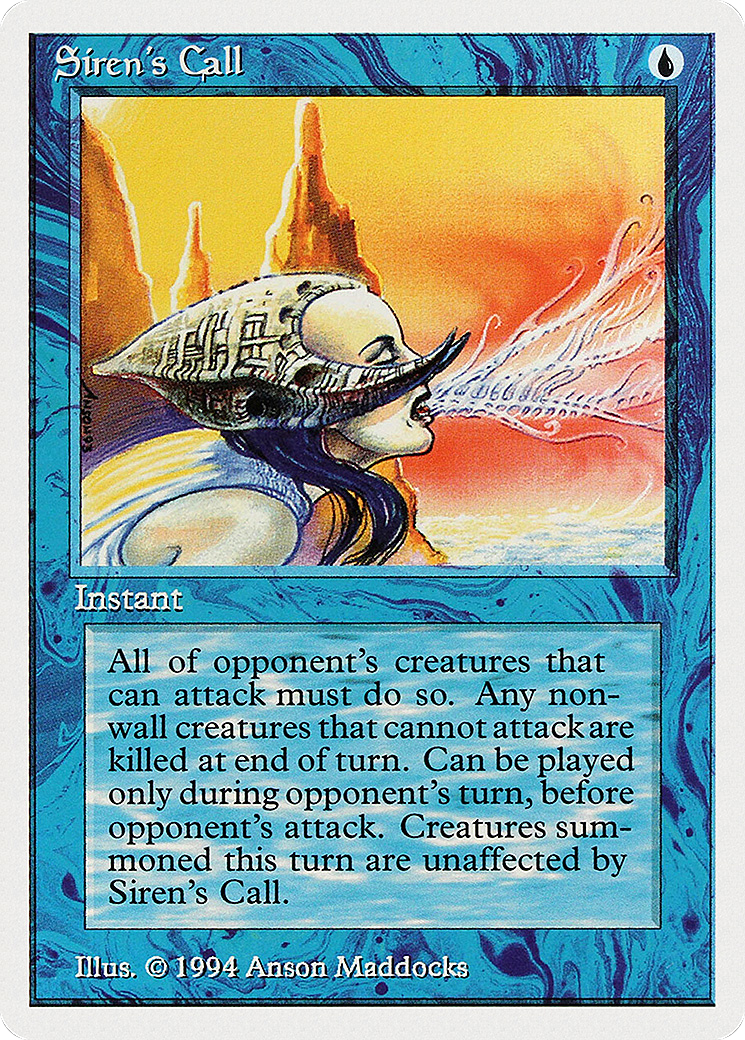 Siren's Call
Instant
All of opponent's creatures that
can attack must do so. Any non-
wall creatures that cannot attack are
killed at end of turn. Can be played
only during opponent's turn, before
opponent's attack. Creatures sum-
moned this turn are unaffected by
Siren's Call.
Illus. © 1994 Anson Maddocks